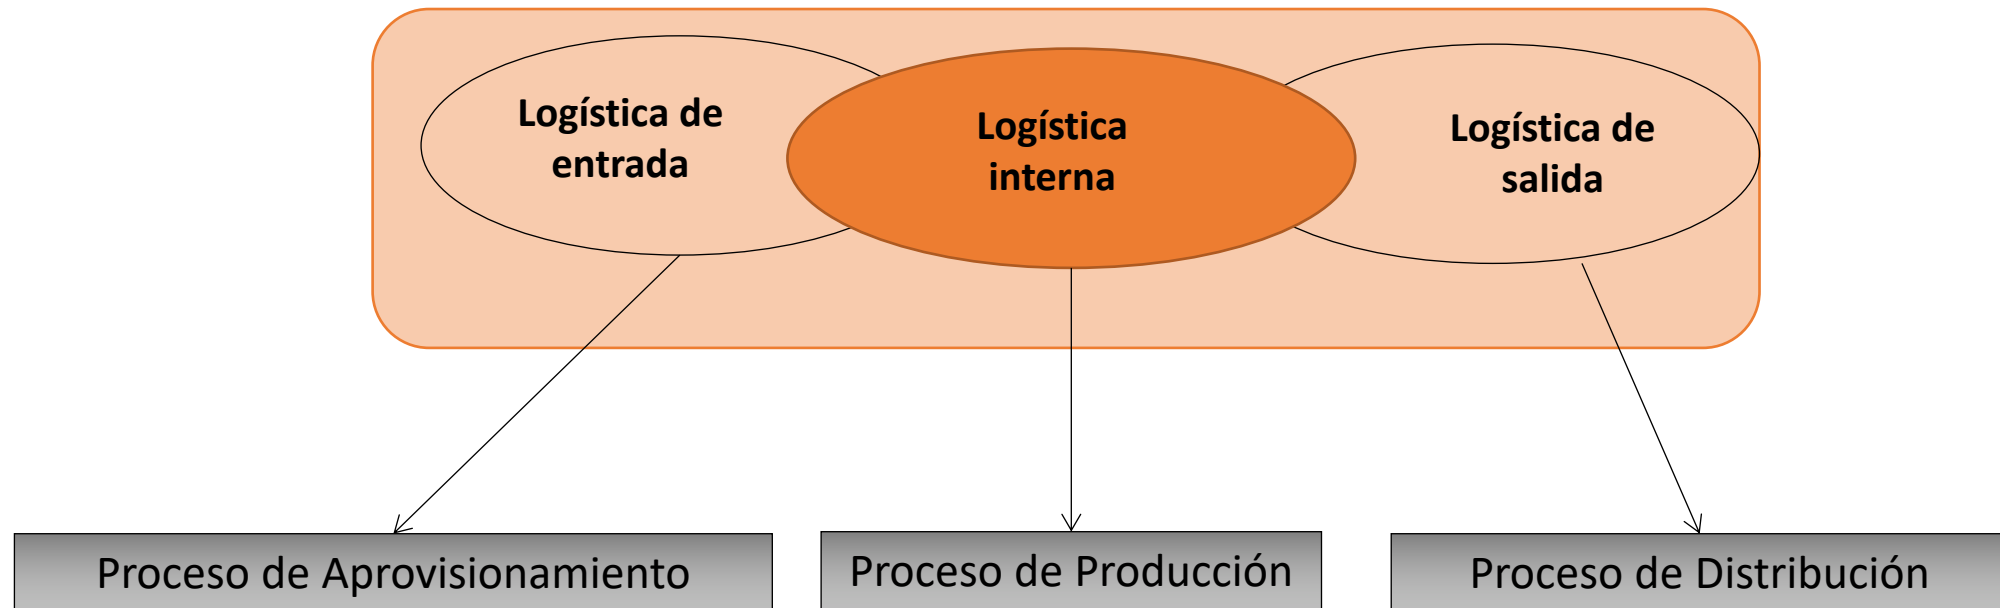 Logística de
entrada
Logística
interna
Logística de
salida
Proceso de Aprovisionamiento
Proceso de Producción
Proceso de Distribución